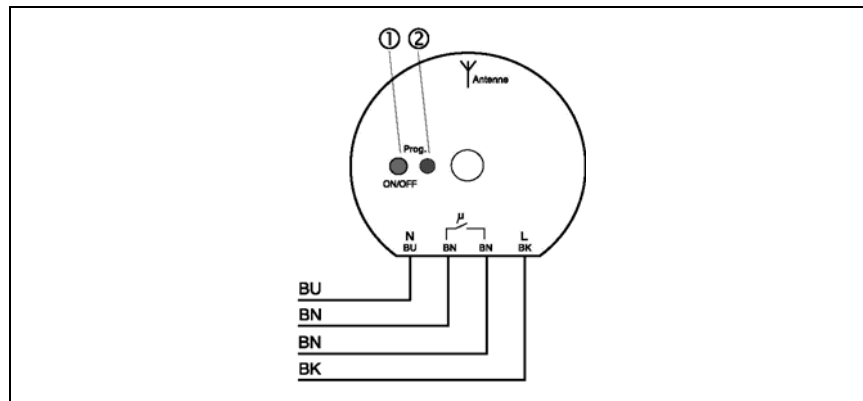 ① ②
Antenne
Prog.
ON/OFF
µ
N L
BU BN BN BK
BU
BN
BN
BK